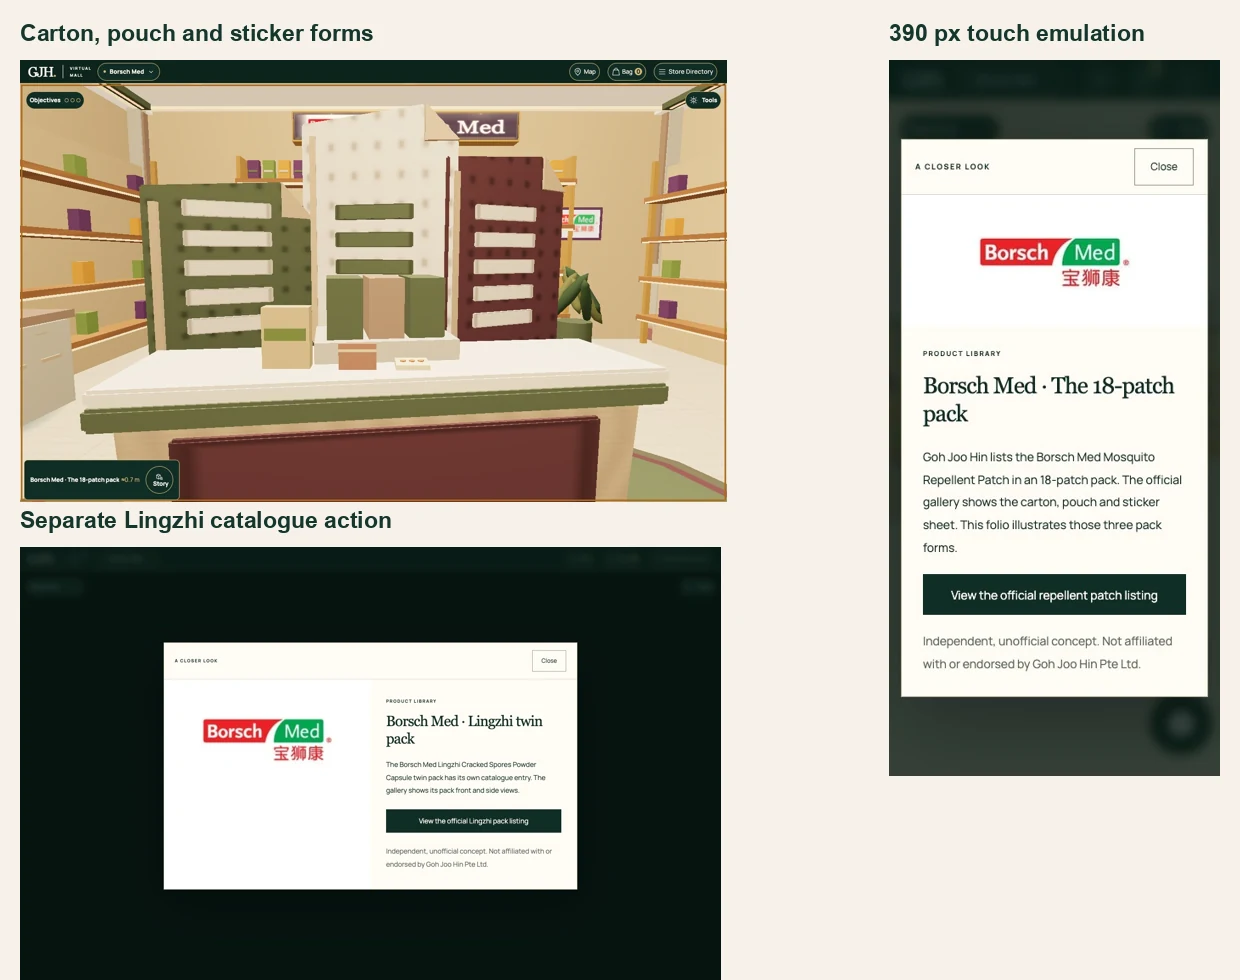 Carton, pouch and sticker forms
GJH.
VIRTUAL
MALL
Borsch Med
Map
Bag 0
Store Directory
Objectives
Tools
Med
Med
Borsch Med · The 18-patch pack ≈0.7 m
Story
Separate Lingzhi catalogue action
A CLOSER LOOK
Close
Borsch Med ®
宝狮康
PRODUCT LIBRARY
Borsch Med · Lingzhi twin
pack
The Borsch Med Lingzhi Cracked Spores Powder
Capsule twin pack has its own catalogue entry. The
gallery shows its pack front and side views.
View the official Lingzhi pack listing
Independent, unofficial concept. Not affiliated with or
endorsed by Goh Joo Hin Pte Ltd.
390 px touch emulation
A CLOSER LOOK
Close
Borsch Med ®
宝狮康
PRODUCT LIBRARY
Borsch Med · The 18-patch
pack
Goh Joo Hin lists the Borsch Med Mosquito
Repellent Patch in an 18-patch pack. The official
gallery shows the carton, pouch and sticker
sheet. This folio illustrates those three pack
forms.
View the official repellent patch listing
Independent, unofficial concept. Not affiliated
with or endorsed by Goh Joo Hin Pte Ltd.